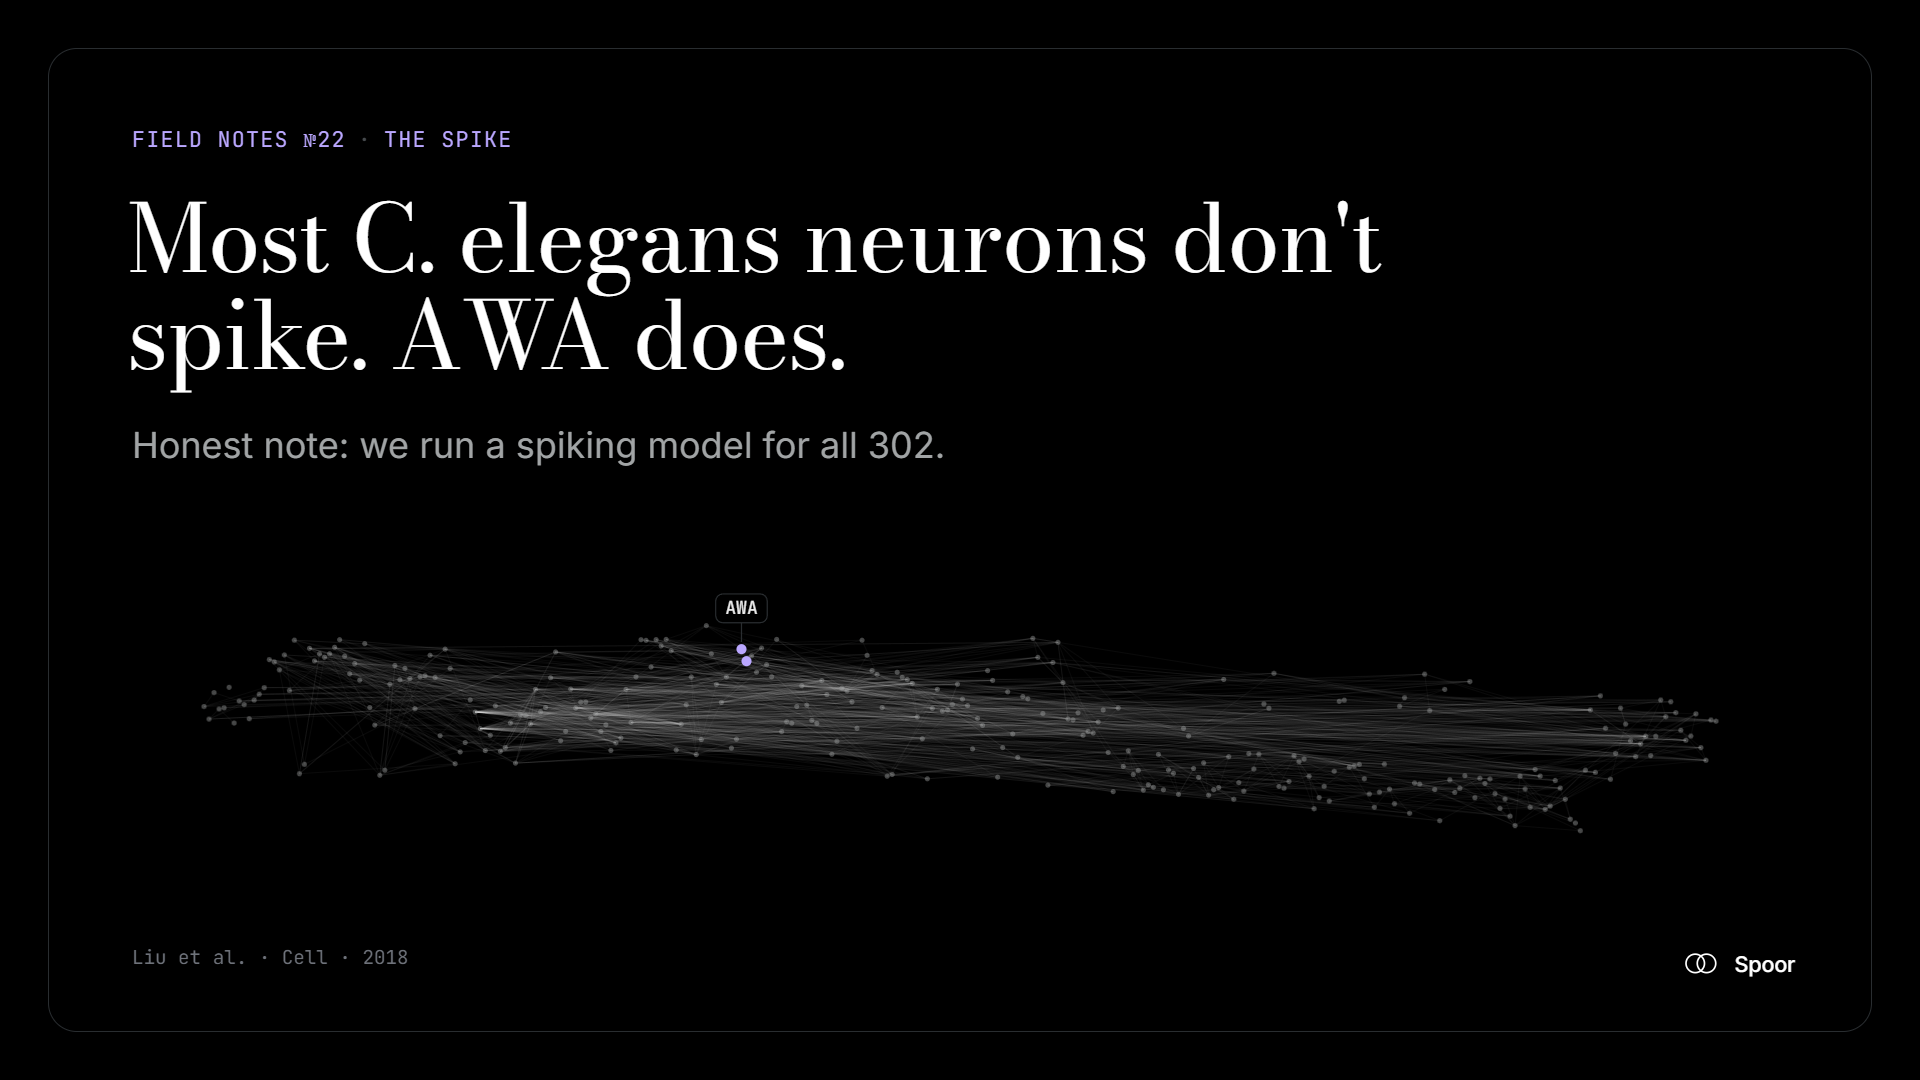 FIELD NOTES №22 · THE SPIKE
Most C. elegans neurons don't
spike. AWA does.
Honest note: we run a spiking model for all 302.
AWA
Liu et al. · Cell · 2018
Spoor